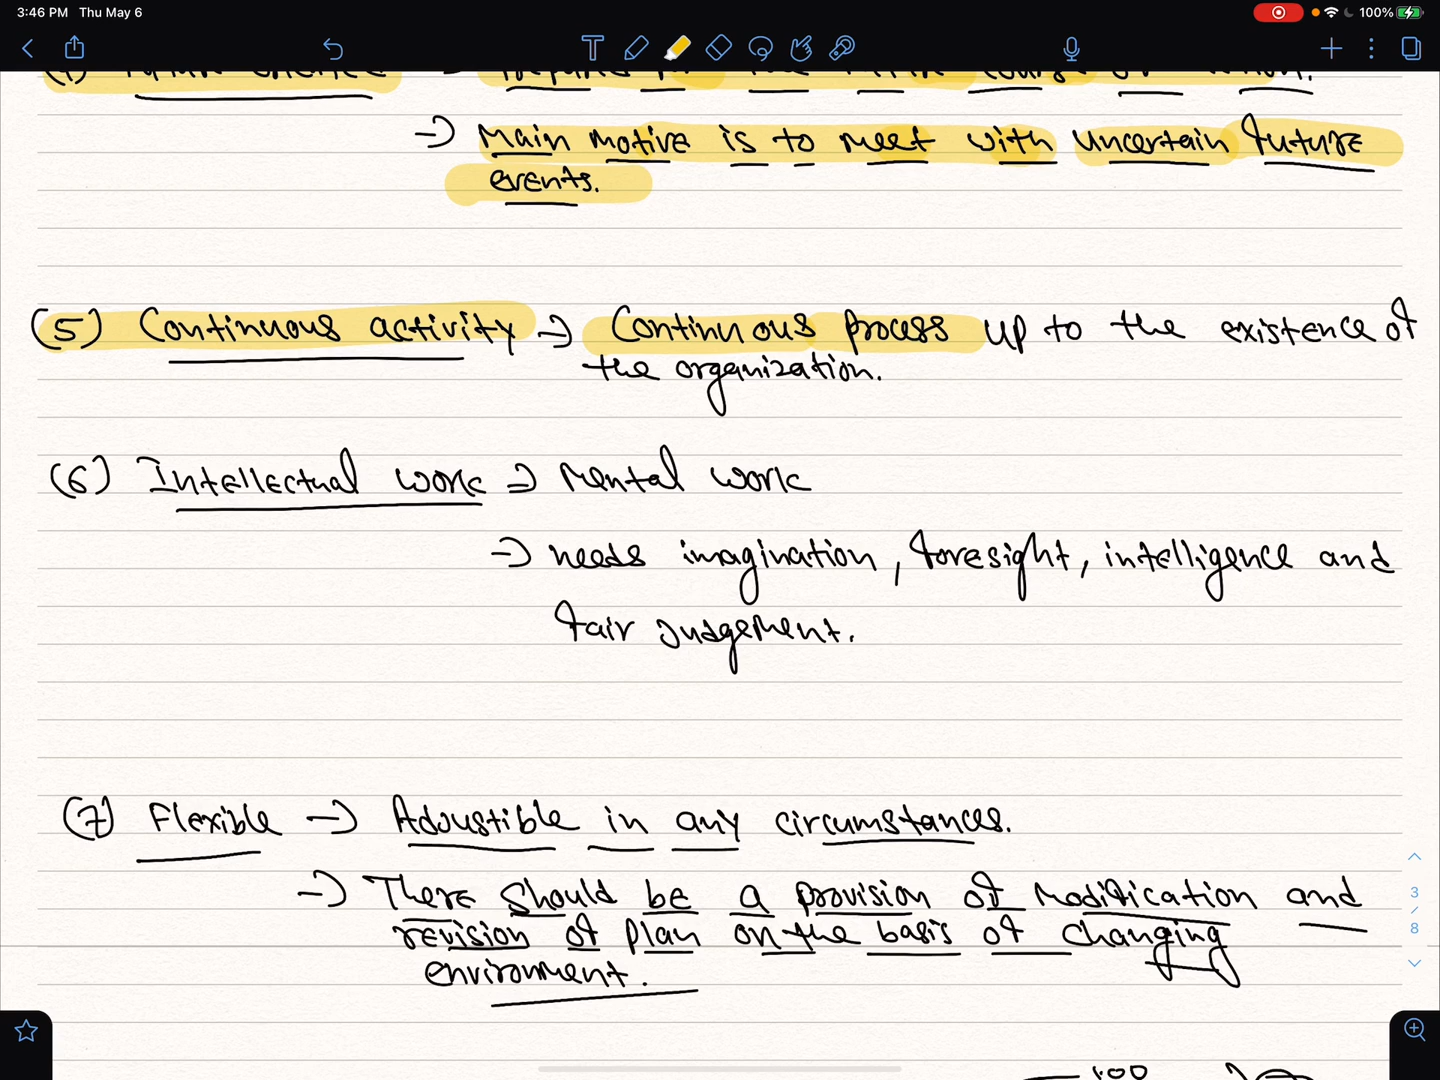 3:46 PM Thu May 6
100%
→ Main motive is to meet with uncertain future
events.
(5) Continuous activity → Continuous process up to the existence of
the organization.
(6) Intellectual work ⇒ Mental work
→ needs imagination, foresight, intelligence and
fair judgement.
(7) Flexible → Adjustible in any circumstances.
→ There should be a provision of modification and
revision of plan on the basis of changing
environment.
3
/
8
100